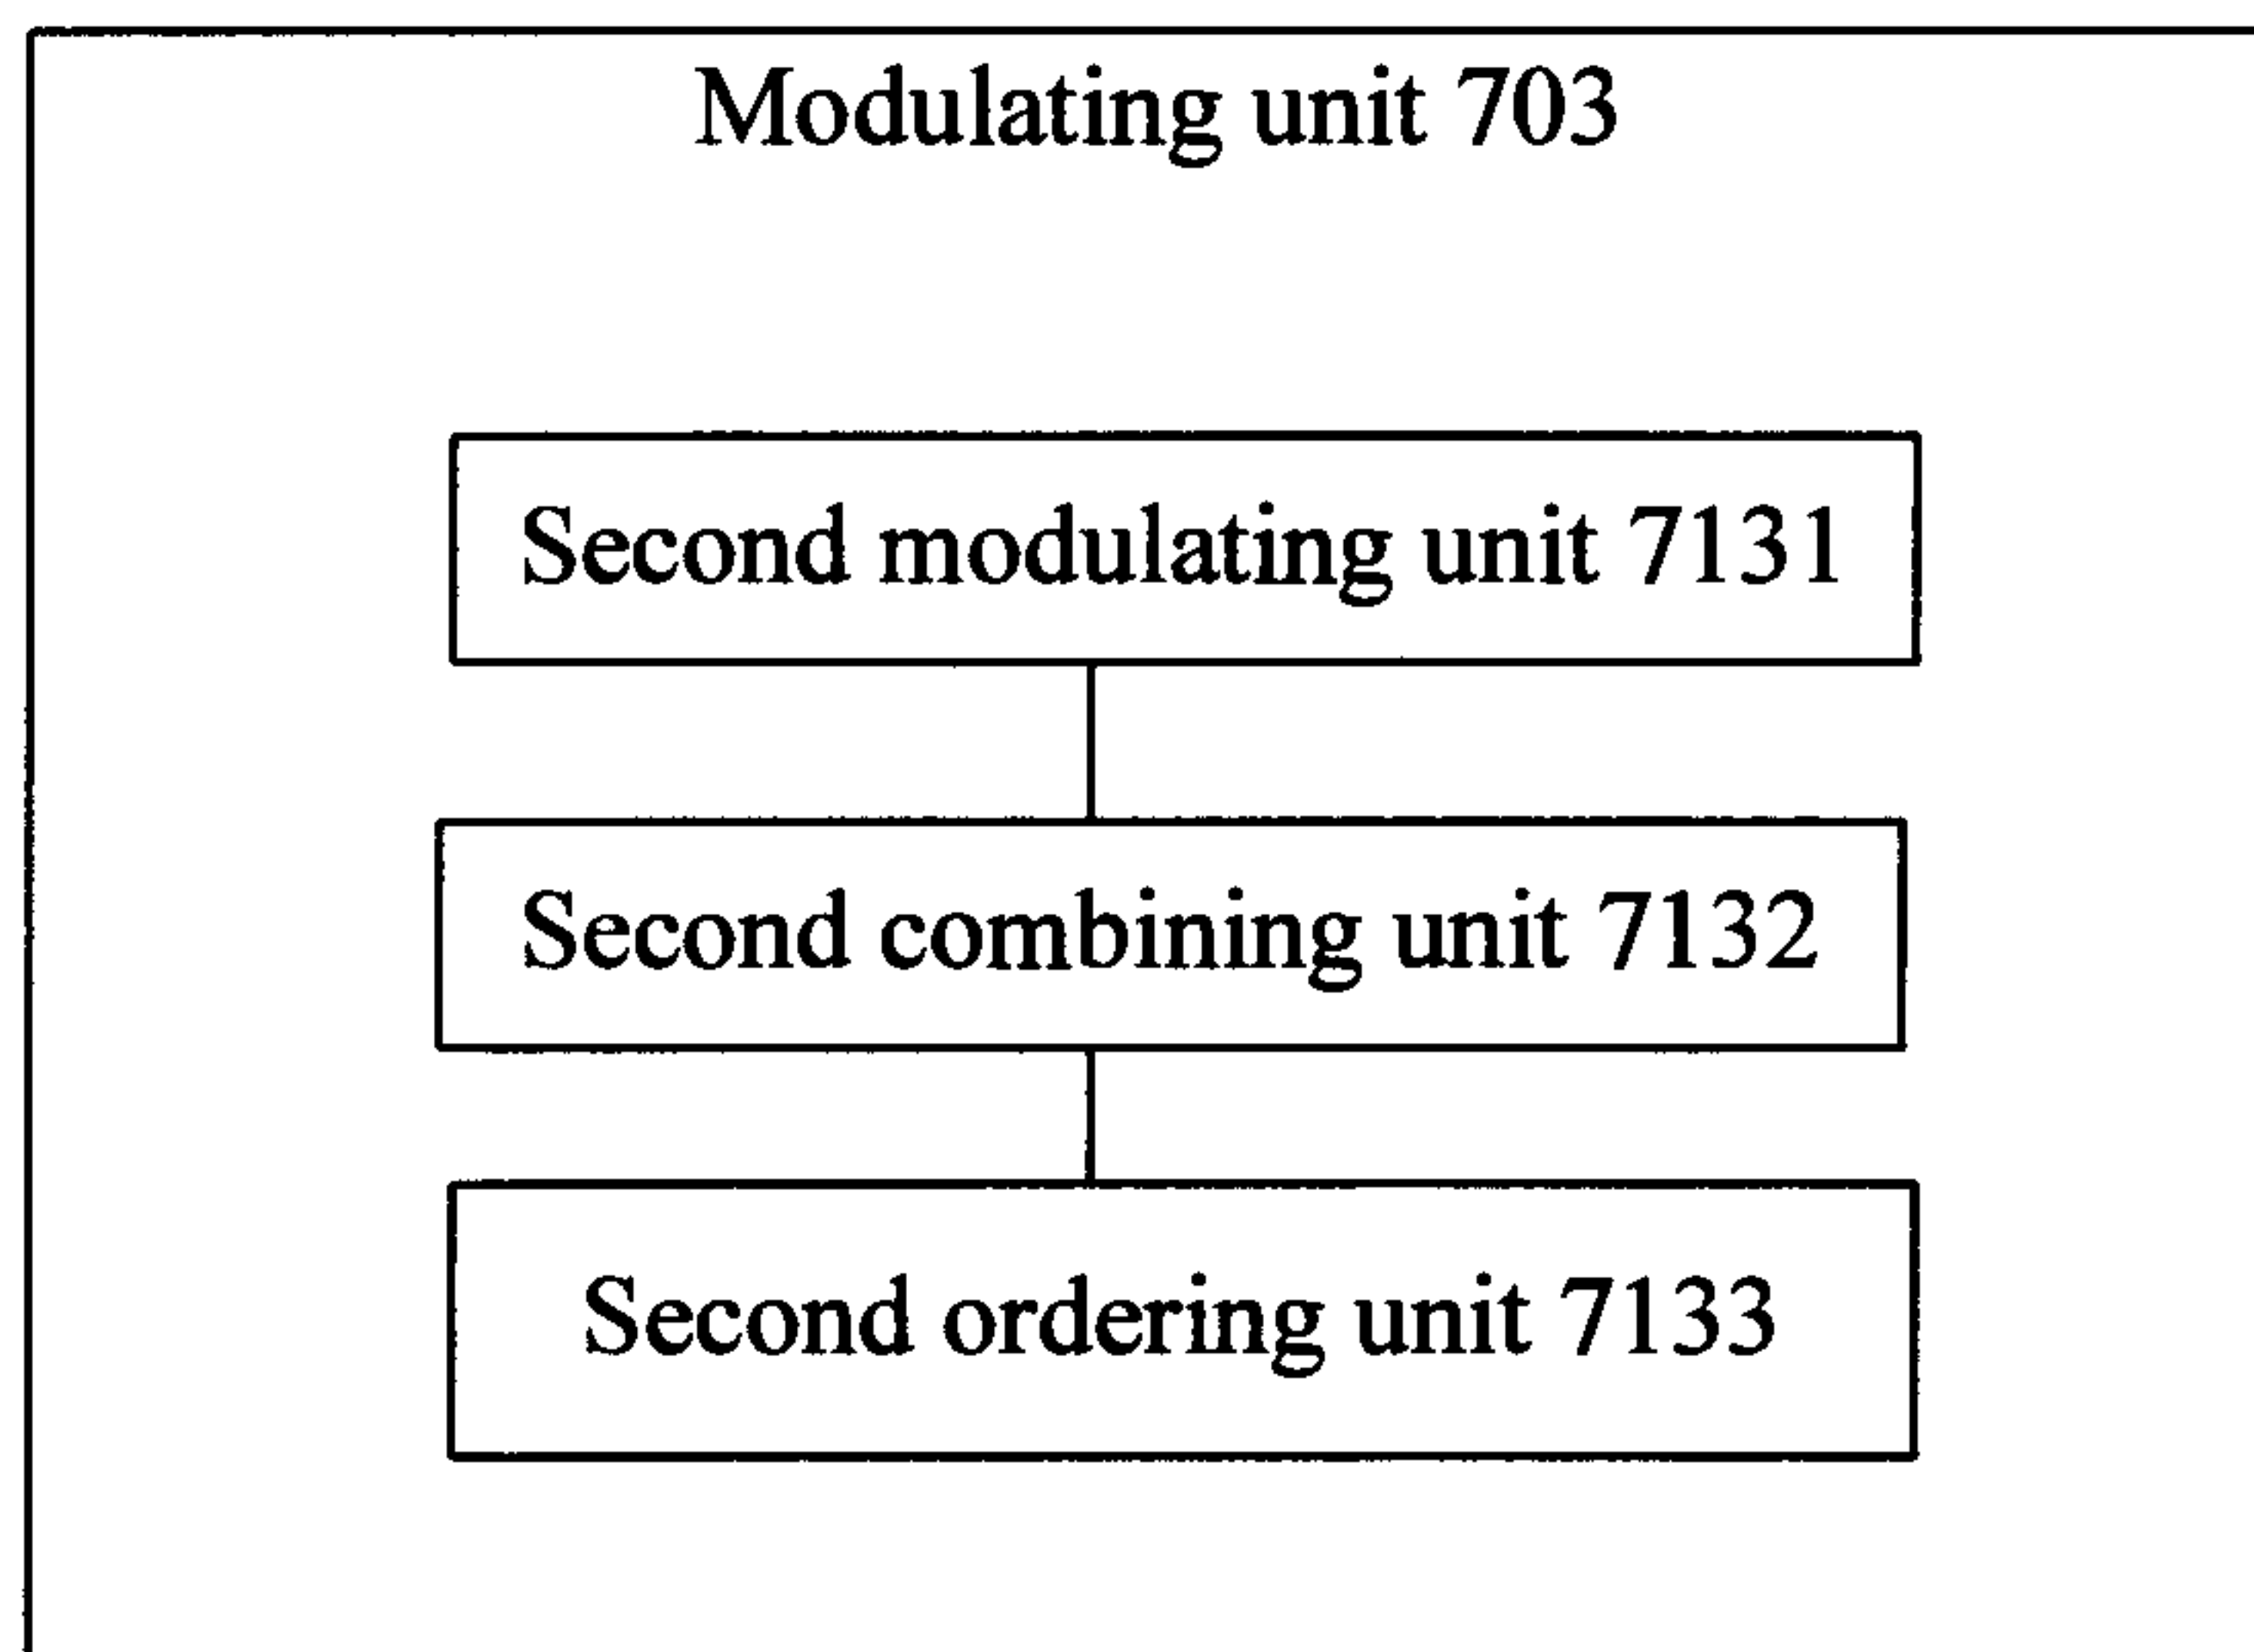 Modulating unit 703
Second modulating unit 7131
Second combining unit 7132
Second ordering unit 7133